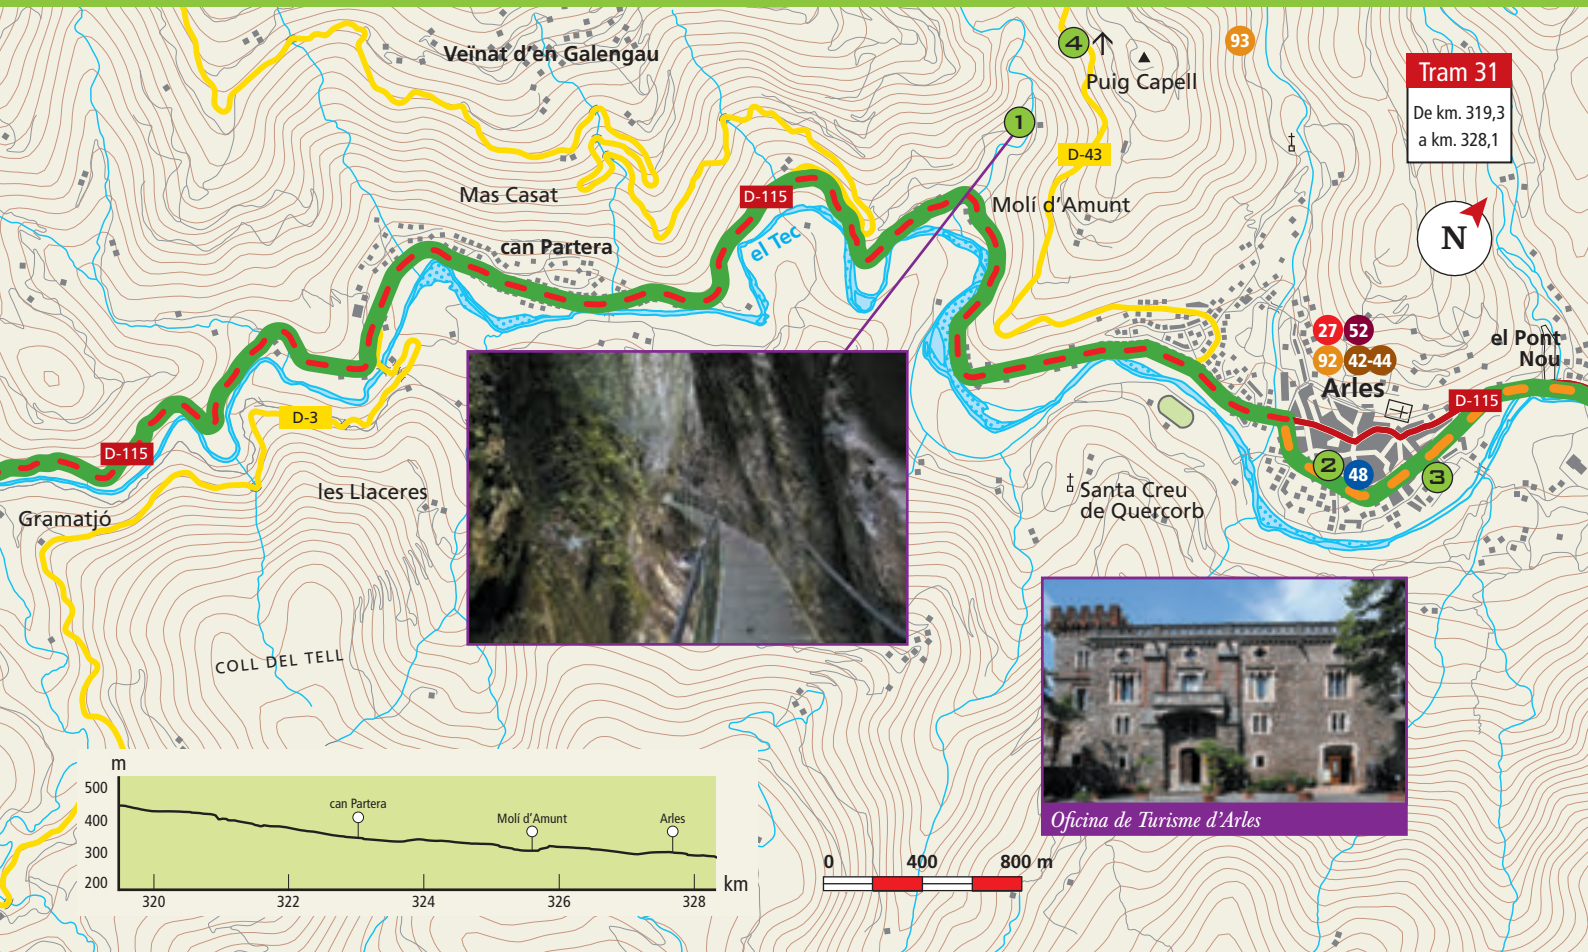 93
4
Veïnat d'en Galengau
Puig Capell
Tram 31
De km. 319,3
a km. 328,1
1
D-43
Mas Casat
D-115
Molí d'Amunt
N
can Partera
el Tec
27
52
el Pont
Nou
92
42-44
Arles
D-115
D-3
D-115
2
48
3
les Llaceres
Santa Creu
de Quercorb
Gramatjó
COLL DEL TELL
Oficina de Turisme d'Arles
m
500
400
300
200
can Partera
Molí d'Amunt
Arles
km
320
322
324
326
328
0
400
800 m